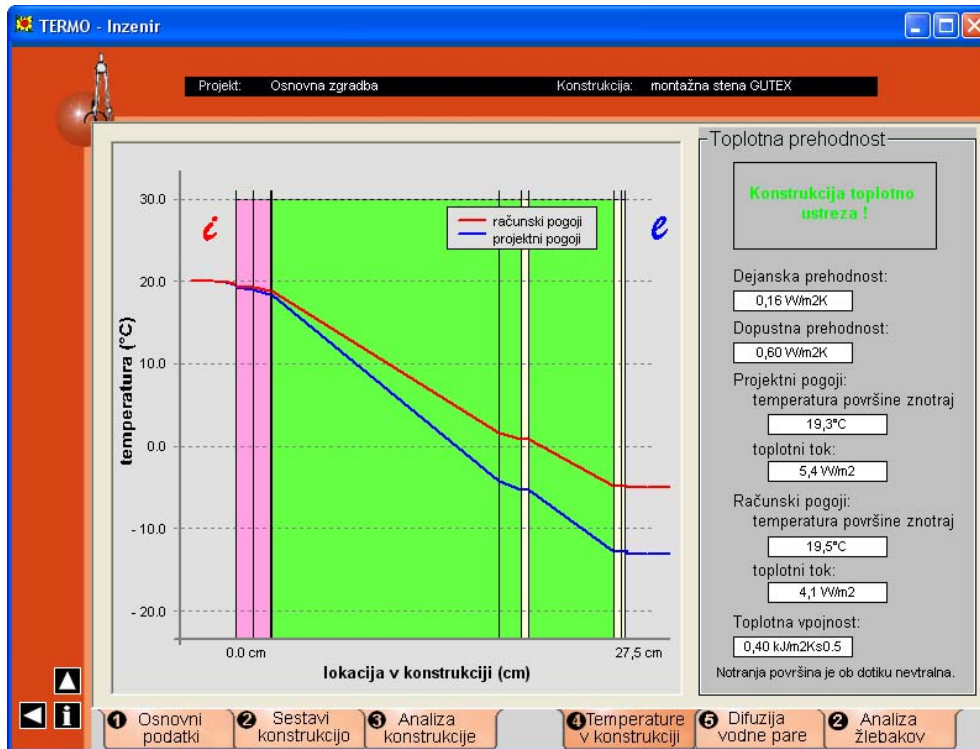 TERMO - Inzenir
Projekt: Osnovna zgradba Konstrukcija: montažna stena GUTEX
Toplotna prehodnost
Konstrukcija toplotno
ustreza !
Dejanska prehodnost:
0,16 W/m2K
Dopustna prehodnost:
0,60 W/m2K
Projektni pogoji:
temperatura površine znotraj
19,3°C
toplotni tok:
5,4 W/m2
Računski pogoji:
temperatura površine znotraj
19,5°C
toplotni tok:
4,1 W/m2
Toplotna vpojnost:
0,40 kJ/m2Ks0.5
Notranja površina je ob dotiku nevtralna.
i
e
računski pogoji
projektni pogoji
temperatura (°C)
30.0
20.0
10.0
0.0
- 10.0
- 20.0
0.0 cm
27,5 cm
lokacija v konstrukciji (cm)
i
1 Osnovni
podatki
2 Sestavi
konstrukcijo
3 Analiza
konstrukcije
4 Temperature
v konstrukciji
5 Difuzija
vodne pare
2 Analiza
žlebakov